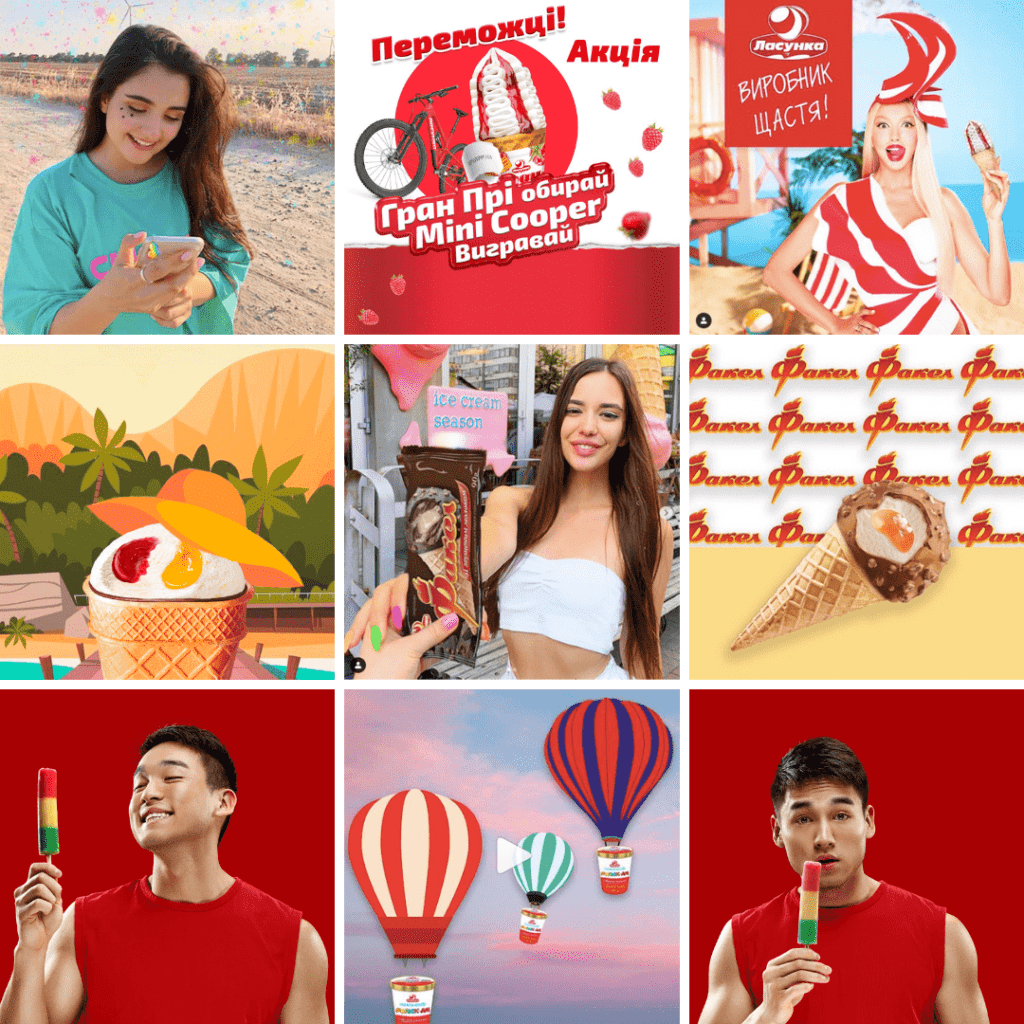 Переможці!
Акція
Гран Прі обирай
Mini Cooper
Вигравай
Ласунка
ВИРОБНИК
ЩАСТЯ!
ice cream
season
Факел
Факел Факел Факел Факел
Факел Факел Факел Факел
Факел Факел Факел Факел
Факел Факел Факел